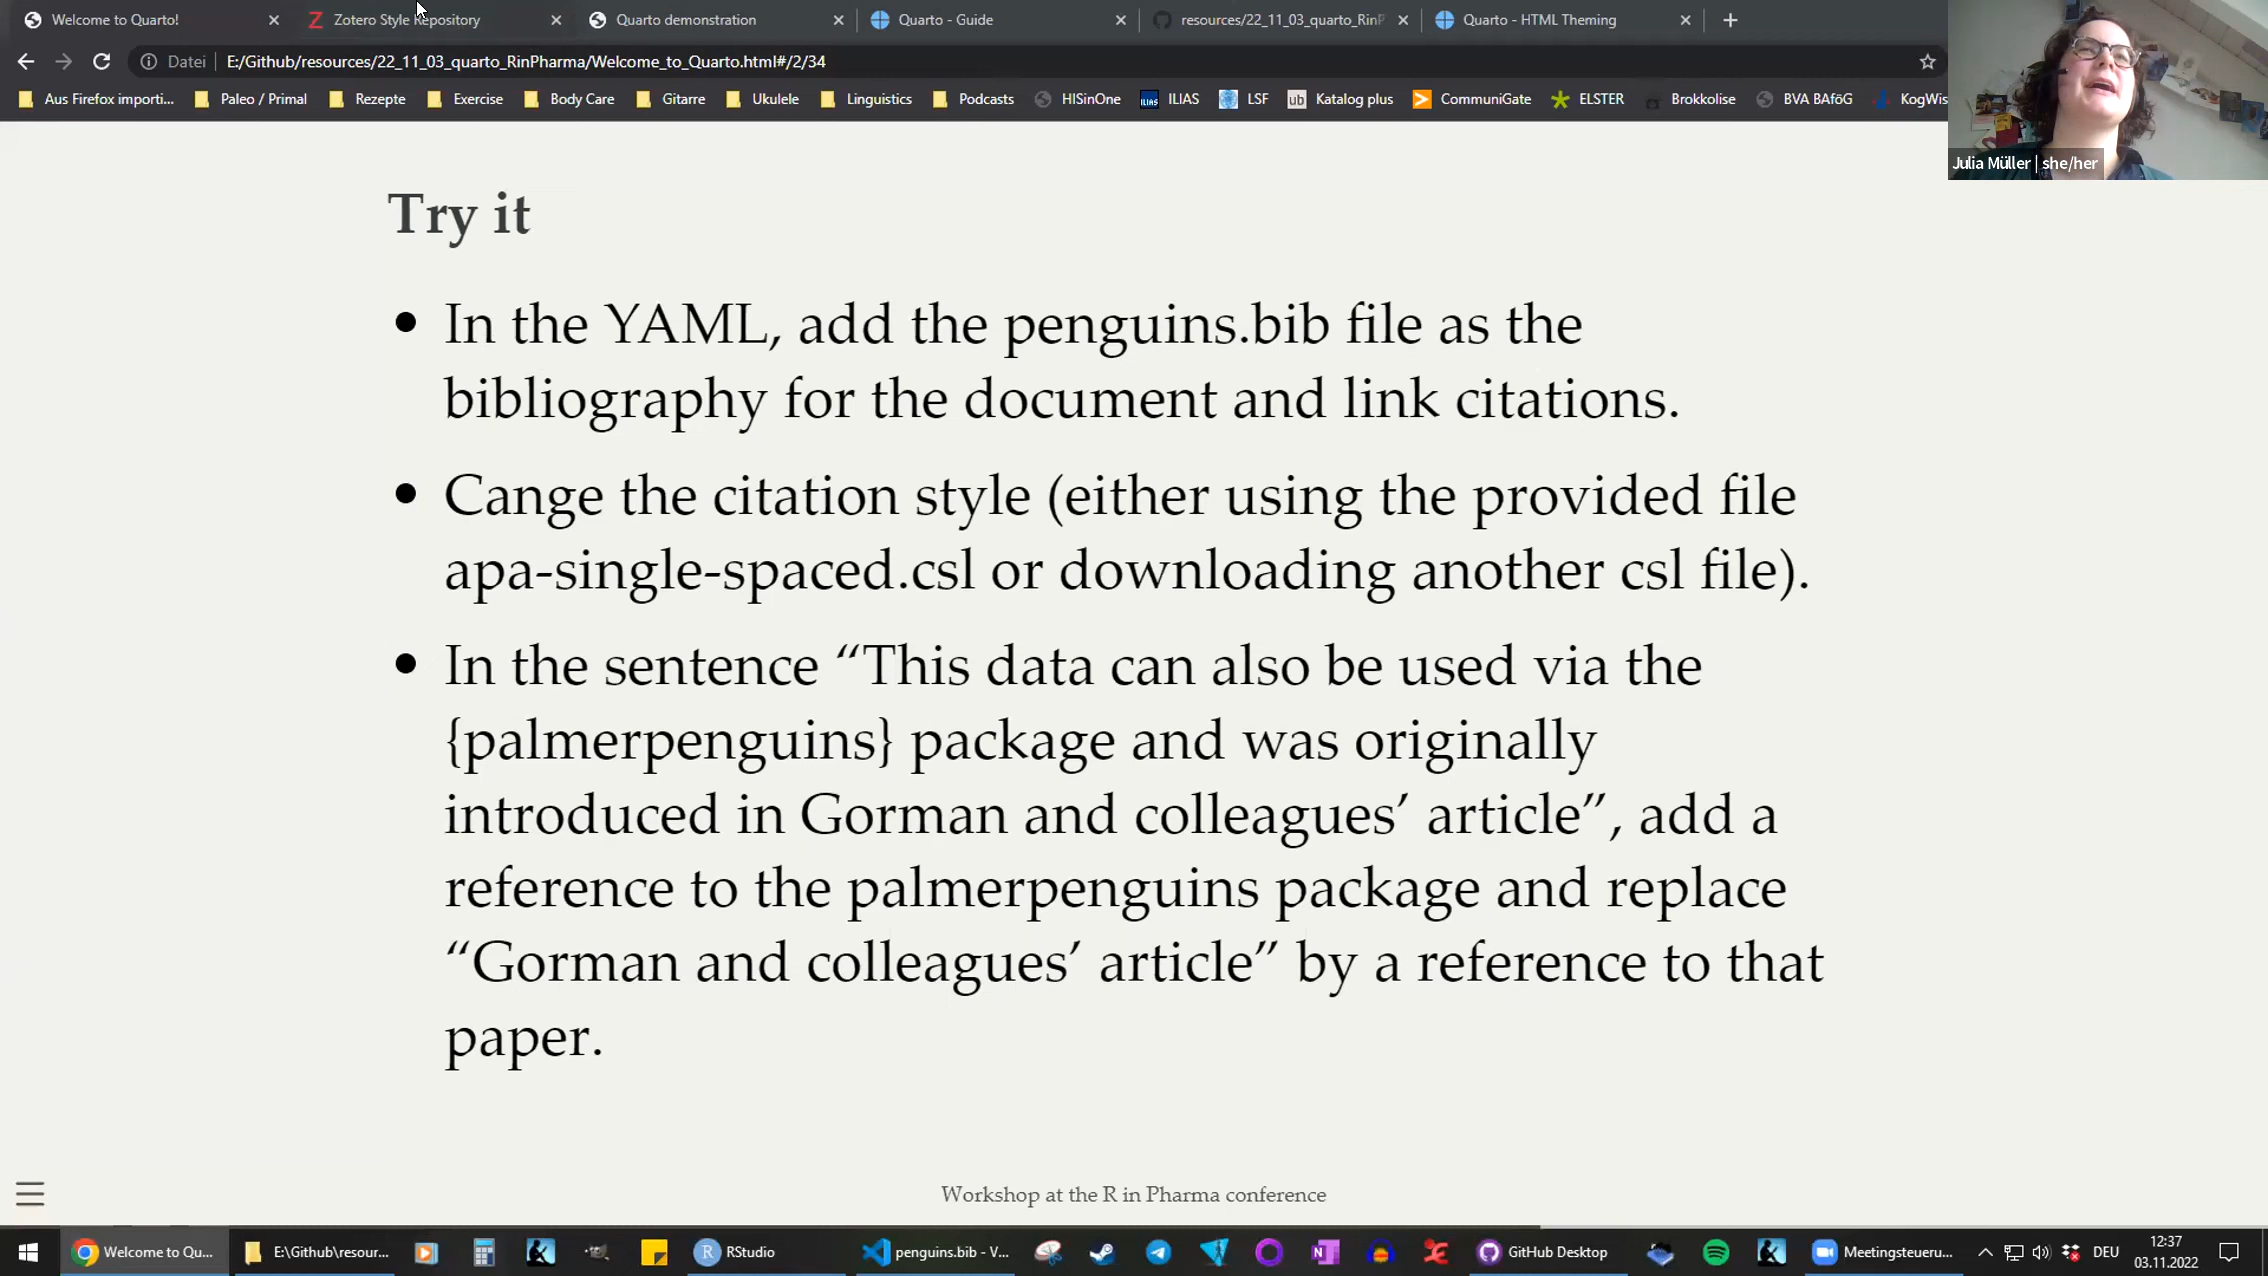 Welcome to Quarto!
Zotero Style Repository
Quarto demonstration
Quarto - Guide
resources/22_11_03_quarto_RinP
Quarto - HTML Theming
Datei
E:/Github/resources/22_11_03_quarto_RinPharma/Welcome_to_Quarto.html#/2/34
Aus Firefox importi...
Paleo / Primal
Rezepte
Exercise
Body Care
Gitarre
Ukulele
Linguistics
Podcasts
HISinOne
ILIAS
LSF
ub
Katalog plus
CommuniGate
ELSTER
Brokkolise
BVA BAföG
KogWis
Julia Müller | she/her
Try it
• In the YAML, add the penguins.bib file as the
bibliography for the document and link citations.
• Cange the citation style (either using the provided file
apa-single-spaced.csl or downloading another csl file).
• In the sentence “This data can also be used via the
{palmerpenguins} package and was originally
introduced in Gorman and colleagues’ article”, add a
reference to the palmerpenguins package and replace
“Gorman and colleagues’ article” by a reference to that
paper.
Workshop at the R in Pharma conference
Welcome to Qu...
E:\Github\resour...
RStudio
penguins.bib - V...
GitHub Desktop
Meetingsteueru...
DEU
12:37
03.11.2022